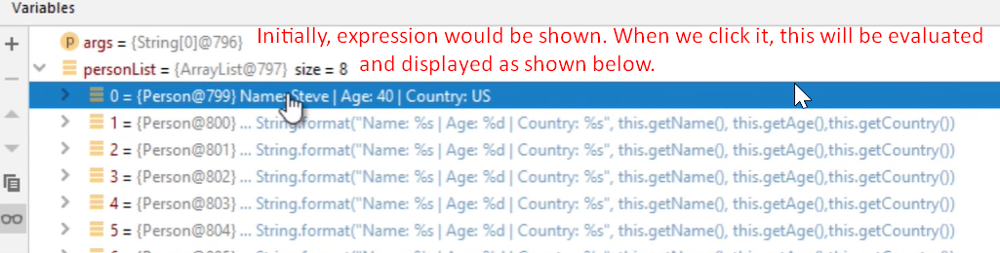 Variables
args = {String[0]@796} Initially, expression would be shown. When we click it, this will be evaluated
personList = {ArrayList@797} size = 8 and displayed as shown below.
0 = {Person@799} Name: Steve | Age: 40 | Country: US
1 = {Person@800} ... String.format("Name: %s | Age: %d | Country: %s", this.getName(), this.getAge(),this.getCountry())
2 = {Person@801} ... String.format("Name: %s | Age: %d | Country: %s", this.getName(), this.getAge(),this.getCountry())
3 = {Person@802} ... String.format("Name: %s | Age: %d | Country: %s", this.getName(), this.getAge(),this.getCountry())
4 = {Person@803} ... String.format("Name: %s | Age: %d | Country: %s", this.getName(), this.getAge(),this.getCountry())
5 = {Person@804} ... String.format("Name: %s | Age: %d | Country: %s", this.getName(), this.getAge(),this.getCountry())